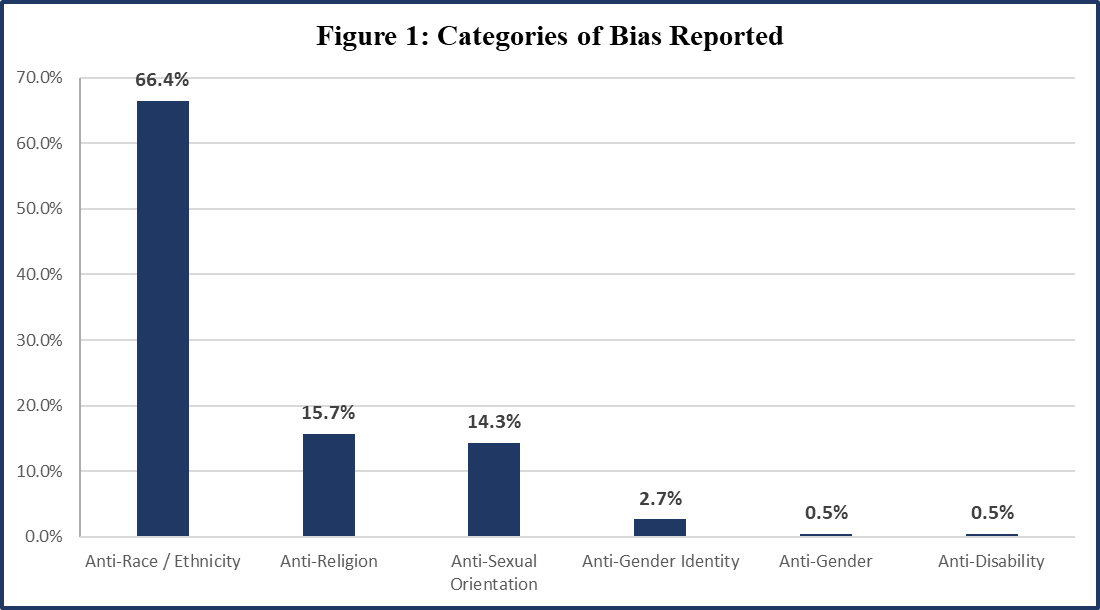 Figure 1: Categories of Bias Reported
70.0%
60.0%
50.0%
40.0%
30.0%
20.0%
10.0%
0.0%
66.4%
15.7%
14.3%
2.7%
0.5%
0.5%
Anti-Race / Ethnicity
Anti-Religion
Anti-Sexual
Orientation
Anti-Gender Identity
Anti-Gender
Anti-Disability